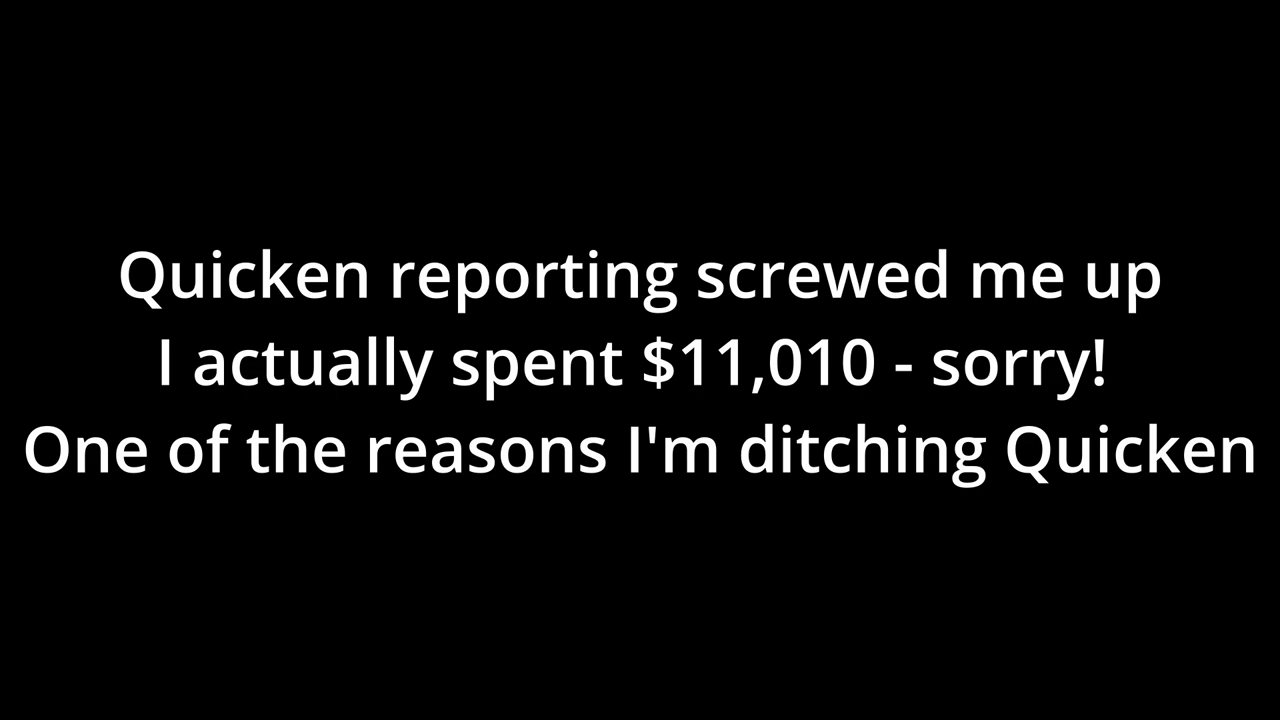 Quicken reporting screwed me up
I actually spent $11,010 - sorry!
One of the reasons I'm ditching Quicken